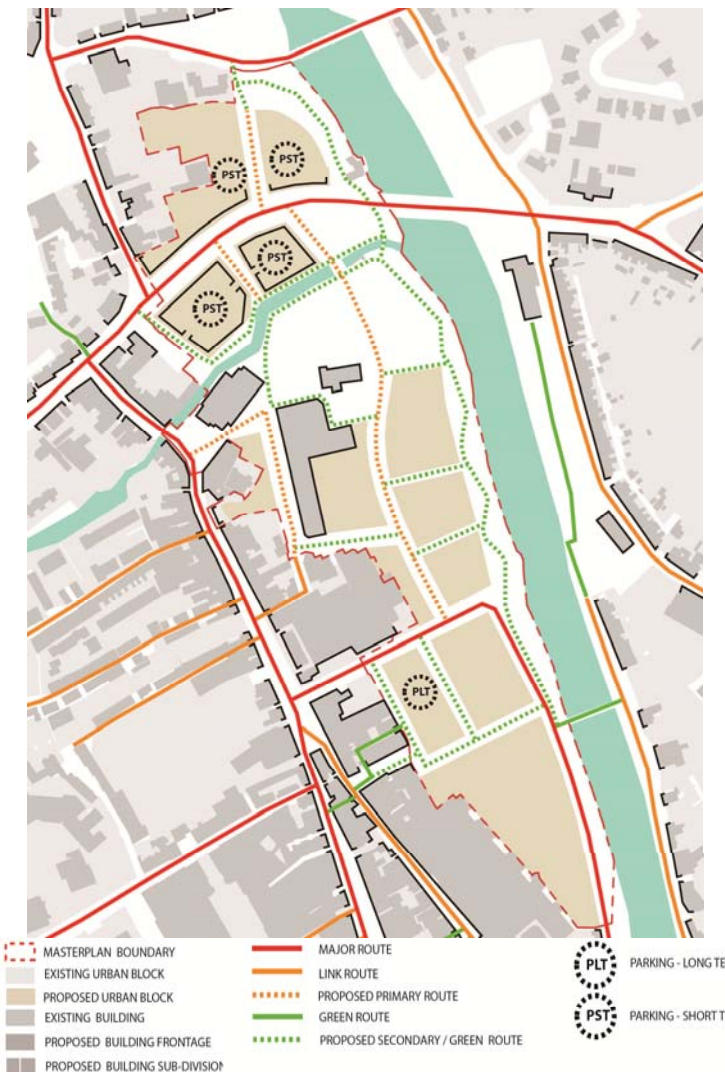 PST
PST
PST
PST
PLT
MASTERPLAN BOUNDARY
EXISTING URBAN BLOCK
PROPOSED URBAN BLOCK
EXISTING BUILDING
PROPOSED BUILDING FRONTAGE
PROPOSED BUILDING SUB-DIVISION
MAJOR ROUTE
LINK ROUTE
PROPOSED PRIMARY ROUTE
GREEN ROUTE
PROPOSED SECONDARY / GREEN ROUTE
PLT PARKING - LONG TE
PST PARKING - SHORT T